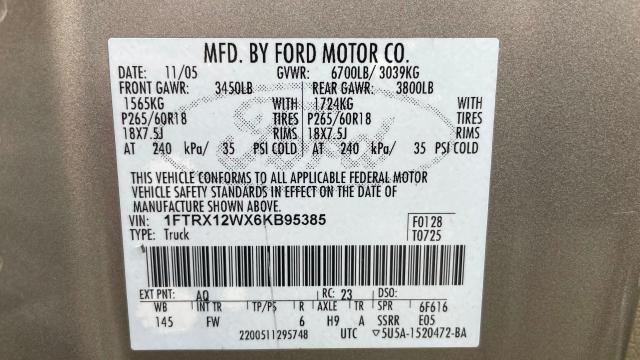 MFD. BY FORD MOTOR CO.
DATE: 11/05 GVWR: 6700LB/ 3039KG
FRONT GAWR: 3450LB REAR GAWR: 3800LB
1565KG WITH 1724KG WITH
P265/60R18 TIRES P265/60R18 TIRES
18X7.5J RIMS 18X7.5J RIMS
AT 240 kPa/ 35 PSI COLD AT 240 kPa/ 35 PSI COLD
Ford
THIS VEHICLE CONFORMS TO ALL APPLICABLE FEDERAL MOTOR
VEHICLE SAFETY STANDARDS IN EFFECT ON THE DATE OF
MANUFACTURE SHOWN ABOVE.
VIN: 1FTRX12WX6KB95385 F0128
TYPE: Truck T0725
EXT PNT: AQ RC: 23 DSO:
WB INT TR TP/PS R AXLE TR SPR 6F616
145 FW 6 H9 A SSRR E05
2200511295748 UTC 5U5A-1520472-BA